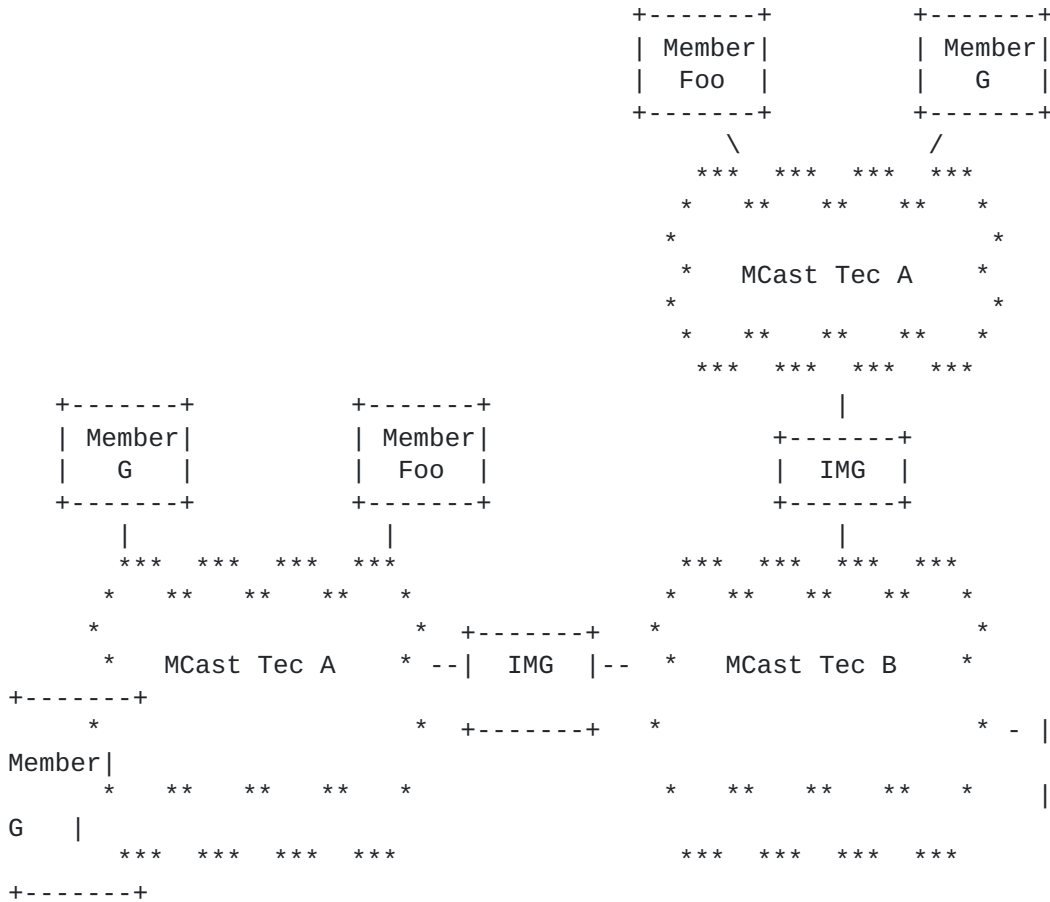 +-------+         +-------+
| Member|         | Member|
|  Foo  |         |   G   |
+-------+         +-------+
\            /
***  ***  ***  ***
*   **   **   **   *
*                    *
*   MCast Tec A    *
*                    *
*   **   **   **   *
***  ***  ***  ***
+-------+          +-------+                      |
| Member|          | Member|                  +-------+
|   G   |          |  Foo  |                  |  IMG  |
+-------+          +-------+                  +-------+
|                |                            |
***  ***  ***  ***                  ***  ***  ***  ***
*   **   **   **   *                *   **   **   **   *
*                    *  +-------+   *                    *
*   MCast Tec A    * --|  IMG  |--  *   MCast Tec B    *
+-------+
*                    *  +-------+   *                    * - |
Member|
*   **   **   **   *                *   **   **   **   *    |
G   |
***  ***  ***  ***                  ***  ***  ***  ***
+-------+